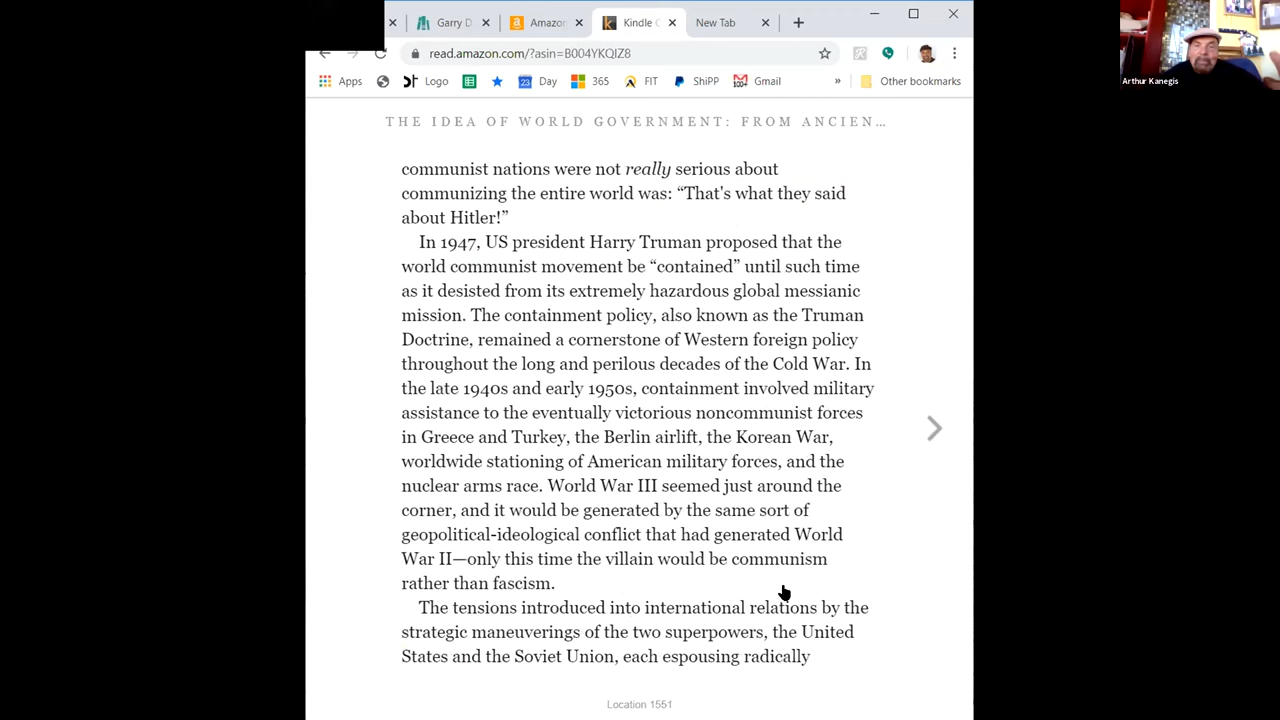 Garry D
Amazon
Kindle C
New Tab
read.amazon.com/?asin=B004YKQIZ8
Apps
Logo
23
Day
365
FIT
ShiPP
100+
Gmail
»
Other bookmarks
Arthur Kanegis
THE IDEA OF WORLD GOVERNMENT: FROM ANCIEN…
communist nations were not really serious about
communizing the entire world was: “That's what they said
about Hitler!”
In 1947, US president Harry Truman proposed that the
world communist movement be “contained” until such time
as it desisted from its extremely hazardous global messianic
mission. The containment policy, also known as the Truman
Doctrine, remained a cornerstone of Western foreign policy
throughout the long and perilous decades of the Cold War. In
the late 1940s and early 1950s, containment involved military
assistance to the eventually victorious noncommunist forces
in Greece and Turkey, the Berlin airlift, the Korean War,
worldwide stationing of American military forces, and the
nuclear arms race. World War III seemed just around the
corner, and it would be generated by the same sort of
geopolitical-ideological conflict that had generated World
War II—only this time the villain would be communism
rather than fascism.
The tensions introduced into international relations by the
strategic maneuverings of the two superpowers, the United
States and the Soviet Union, each espousing radically
Location 1551